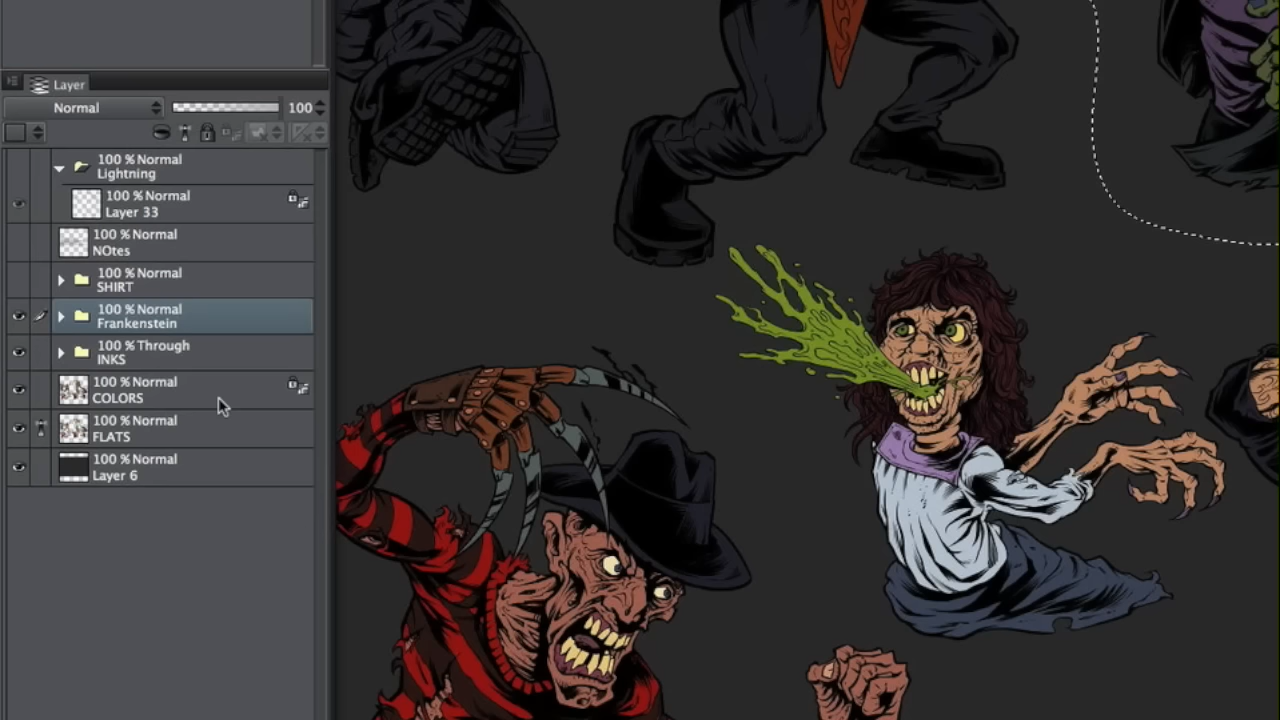 Layer
Normal 100
100 % Normal
Lightning
100 % Normal
Layer 33
100 % Normal
NOtes
100 % Normal
SHIRT
100 % Normal
Frankenstein
100 % Through
INKS
100 % Normal
COLORS
100 % Normal
FLATS
100 % Normal
Layer 6